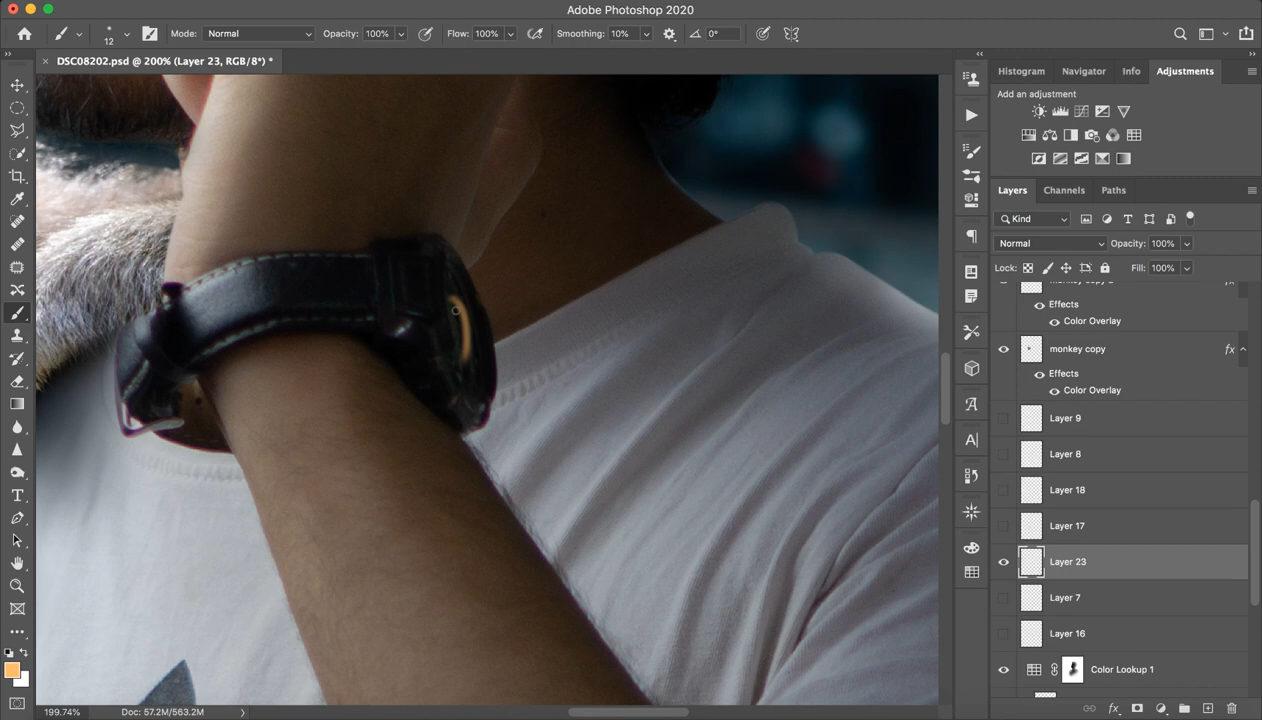 Adobe Photoshop 2020
12
Mode:
Normal
Opacity:
100%
Flow:
100%
Smoothing:
10%
0°
DSC08202.psd @ 200% (Layer 23, RGB/8*) *
Histogram
Navigator
Info
Adjustments
Add an adjustment
Layers
Channels
Paths
Kind
Normal
Opacity:
100%
Lock:
Fill:
100%
Effects
Color Overlay
monkey copy
fx
Effects
Color Overlay
Layer 9
Layer 8
Layer 18
Layer 17
Layer 23
Layer 7
Layer 16
Color Lookup 1
199.74%
Doc: 57.2M/563.2M
fx